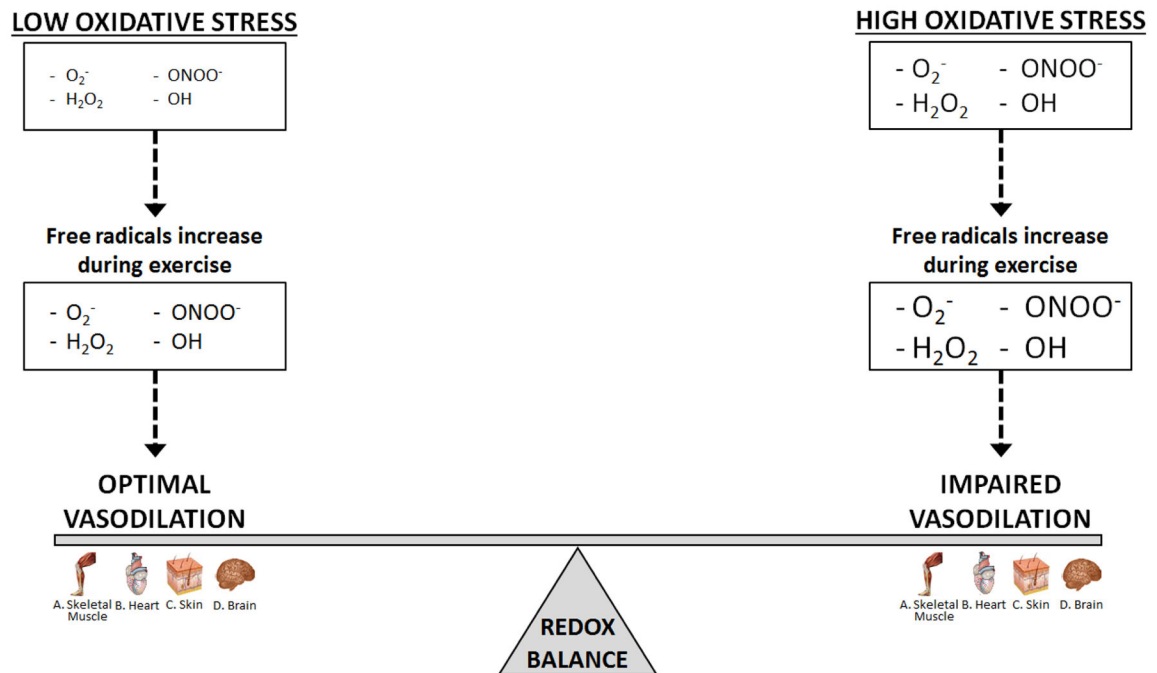 LOW OXIDATIVE STRESS
- O₂⁻ - ONOO⁻
- H₂O₂ - OH
Free radicals increase
during exercise
- O₂⁻ - ONOO⁻
- H₂O₂ - OH
OPTIMAL
VASODILATION
A. Skeletal B. Heart C. Skin D. Brain
Muscle
HIGH OXIDATIVE STRESS
- O₂⁻ - ONOO⁻
- H₂O₂ - OH
Free radicals increase
during exercise
- O₂⁻ - ONOO⁻
- H₂O₂ - OH
IMPAIRED
VASODILATION
A. Skeletal B. Heart C. Skin D. Brain
Muscle
REDOX
BALANCE